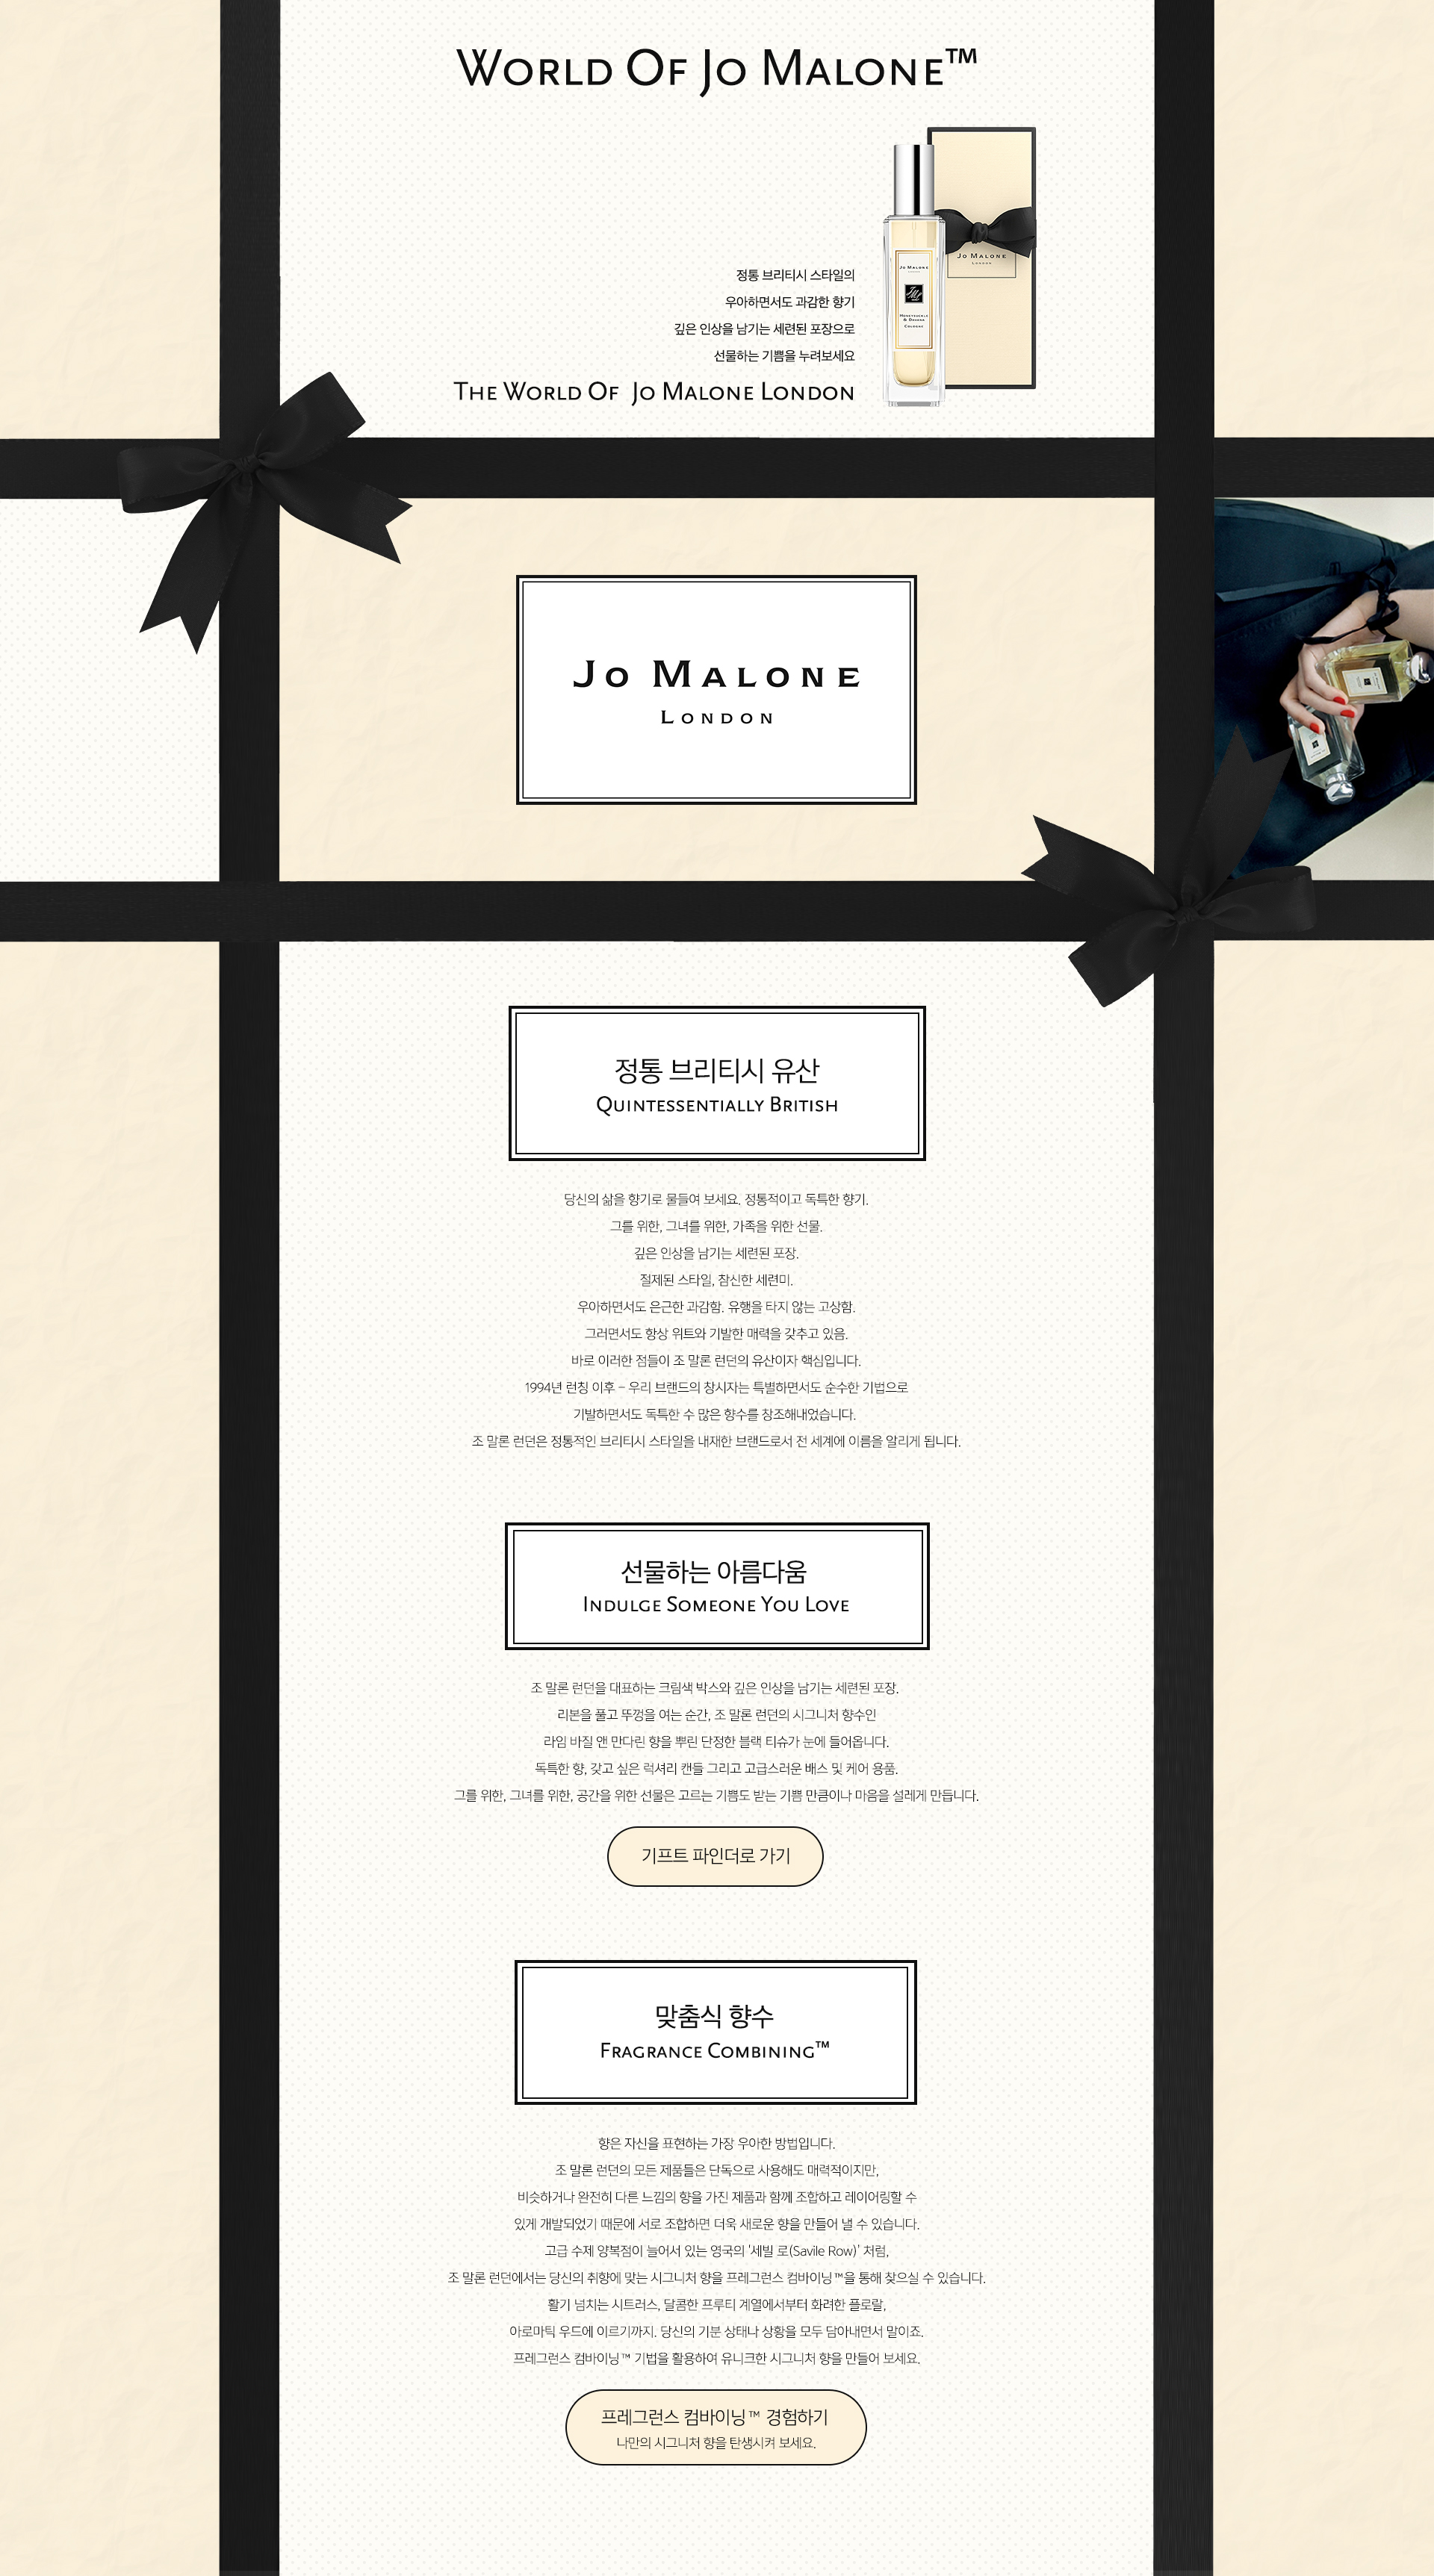 World Of Jo Malone™
정통 브리티시 스타일의
우아하면서도 과감한 향기
깊은 인상을 남기는 세련된 포장으로
선물하는 기쁨을 누려보세요
The World Of Jo Malone London
Jo Malone
London
Jo Malone
London
Honeysuckle
& Davana
Cologne
Jo Malone
London
정통 브리티시 유산
Quintessentially British
당신의 삶을 향기로 물들여 보세요. 정통적이고 독특한 향기.
그를 위한, 그녀를 위한, 가족을 위한 선물.
깊은 인상을 남기는 세련된 포장.
절제된 스타일, 참신한 세련미.
우아하면서도 은근한 과감함. 유행을 타지 않는 고상함.
그러면서도 항상 위트와 기발한 매력을 갖추고 있음.
바로 이러한 점들이 조 말론 런던의 유산이자 핵심입니다.
1994년 런칭 이후 – 우리 브랜드의 창시자는 특별하면서도 순수한 기법으로
기발하면서도 독특한 수 많은 향수를 창조해내었습니다.
조 말론 런던은 정통적인 브리티시 스타일을 내재한 브랜드로서 전 세계에 이름을 알리게 됩니다.
선물하는 아름다움
Indulge Someone You Love
조 말론 런던을 대표하는 크림색 박스와 깊은 인상을 남기는 세련된 포장.
리본을 풀고 뚜껑을 여는 순간, 조 말론 런던의 시그니처 향수인
라임 바질 앤 만다린 향을 뿌린 단정한 블랙 티슈가 눈에 들어옵니다.
독특한 향, 갖고 싶은 럭셔리 캔들 그리고 고급스러운 배스 및 케어 용품.
그를 위한, 그녀를 위한, 공간을 위한 선물은 고르는 기쁨도 받는 기쁨 만큼이나 마음을 설레게 만듭니다.
기프트 파인더로 가기
맞춤식 향수
Fragrance Combining™
향은 자신을 표현하는 가장 우아한 방법입니다.
조 말론 런던의 모든 제품들은 단독으로 사용해도 매력적이지만,
비슷하거나 완전히 다른 느낌의 향을 가진 제품과 함께 조합하고 레이어링할 수
있게 개발되었기 때문에 서로 조합하면 더욱 새로운 향을 만들어 낼 수 있습니다.
고급 수제 양복점이 늘어서 있는 영국의 '세빌 로(Savile Row)' 처럼,
조 말론 런던에서는 당신의 취향에 맞는 시그니처 향을 프레그런스 컴바이닝™을 통해 찾으실 수 있습니다.
활기 넘치는 시트러스, 달콤한 프루티 계열에서부터 화려한 플로랄,
아로마틱 우드에 이르기까지. 당신의 기분 상태나 상황을 모두 담아내면서 말이죠.
프레그런스 컴바이닝™ 기법을 활용하여 유니크한 시그니처 향을 만들어 보세요.
프레그런스 컴바이닝™ 경험하기
나만의 시그니처 향을 탄생시켜 보세요.